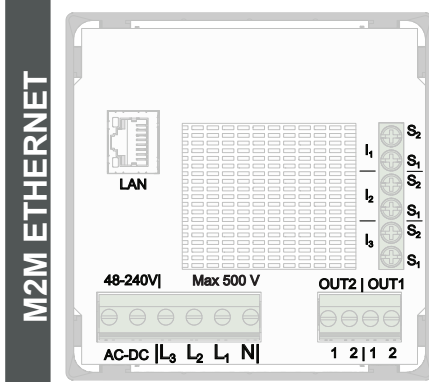 M2M ETHERNET
LAN
I₁ S₂
S₁
I₂ S₂
S₁
I₃ S₂
S₁
48-240V| Max 500 V
OUT2 | OUT1
AC-DC |L₃ L₂ L₁ N|
1 2 | 1 2